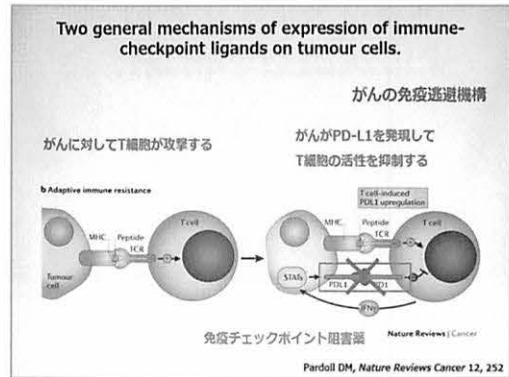 Two general mechanisms of expression of immune-
checkpoint ligands on tumour cells.
がんの免疫逃避機構
がんに対してT細胞が攻撃する
がんがPD-L1を発現して
T細胞の活性を抑制する
b Adaptive immune resistance
T cell-induced
PDL1 upregulation
MHC
Peptide
TCR
T cell
Tumour
cell
MHC
Peptide
TCR
T cell
STATs
PDL1
PD1
IFNγ
免疫チェックポイント阻害薬
Nature Reviews | Cancer
Pardoll DM, Nature Reviews Cancer 12, 252